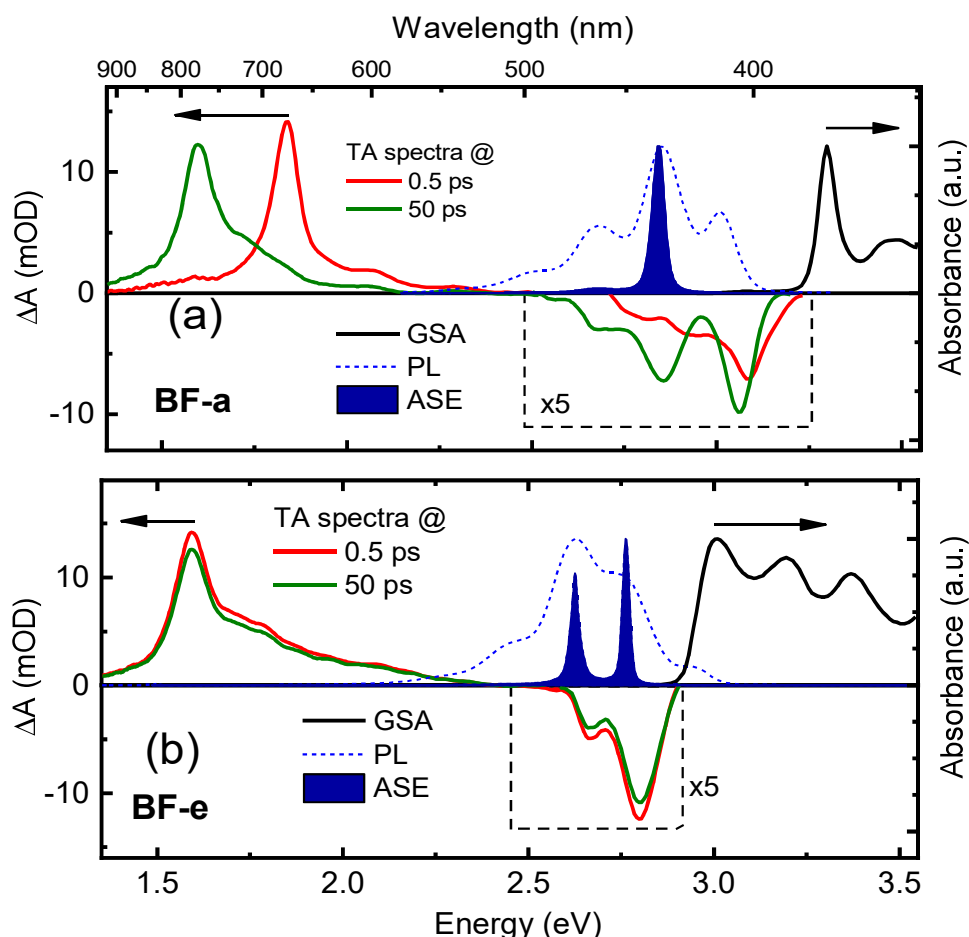 Wavelength (nm)
900 800 700 600 500 400
TA spectra @
0.5 ps
50 ps
10
0
-10
ΔA (mOD)
Absorbance (a.u.)
(a)
BF-a
GSA
PL
ASE
x5
TA spectra @
0.5 ps
50 ps
10
0
-10
ΔA (mOD)
Absorbance (a.u.)
(b)
BF-e
GSA
PL
ASE
x5
1.5 2.0 2.5 3.0 3.5
Energy (eV)